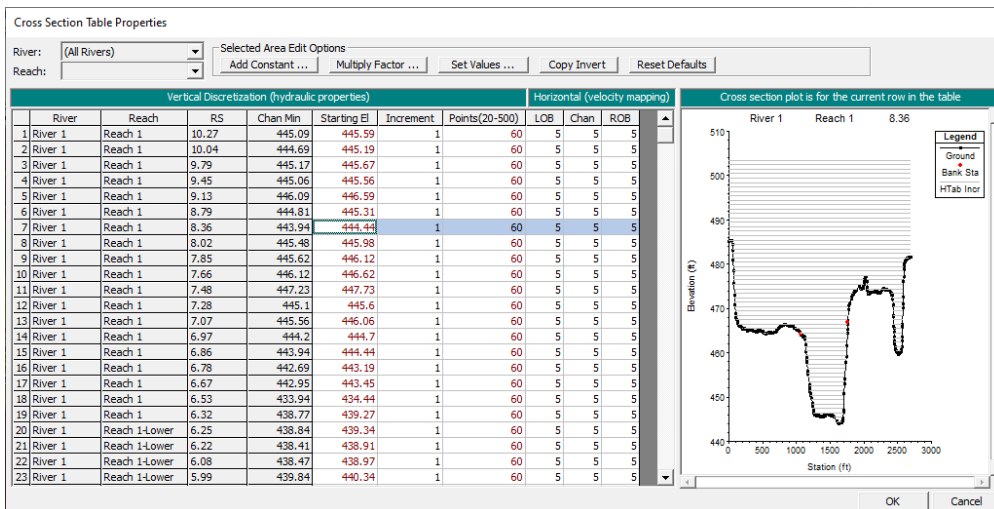 Cross Section Table Properties
River: (All Rivers) Selected Area Edit Options
Reach: Add Constant ... Multiply Factor ... Set Values ... Copy Invert Reset Defaults
Vertical Discretization (hydraulic properties) Horizontal (velocity mapping) Cross section plot is for the current row in the table
River Reach RS Chan Min Starting El Increment Points(20-500) LOB Chan ROB
1 River 1 Reach 1 10.27 445.09 445.59 1 60 5 5 5
2 River 1 Reach 1 10.04 444.69 445.19 1 60 5 5 5
3 River 1 Reach 1 9.79 445.17 445.67 1 60 5 5 5
4 River 1 Reach 1 9.45 445.06 445.56 1 60 5 5 5
5 River 1 Reach 1 9.13 446.09 446.59 1 60 5 5 5
6 River 1 Reach 1 8.79 444.81 445.31 1 60 5 5 5
7 River 1 Reach 1 8.36 443.94 444.44 1 60 5 5 5
8 River 1 Reach 1 8.02 445.48 445.98 1 60 5 5 5
9 River 1 Reach 1 7.85 445.62 446.12 1 60 5 5 5
10 River 1 Reach 1 7.66 446.12 446.62 1 60 5 5 5
11 River 1 Reach 1 7.48 447.23 447.73 1 60 5 5 5
12 River 1 Reach 1 7.28 445.1 445.6 1 60 5 5 5
13 River 1 Reach 1 7.07 445.56 446.06 1 60 5 5 5
14 River 1 Reach 1 6.97 444.2 444.7 1 60 5 5 5
15 River 1 Reach 1 6.86 443.94 444.44 1 60 5 5 5
16 River 1 Reach 1 6.78 442.69 443.19 1 60 5 5 5
17 River 1 Reach 1 6.67 442.95 443.45 1 60 5 5 5
18 River 1 Reach 1 6.53 433.94 434.44 1 60 5 5 5
19 River 1 Reach 1 6.32 438.77 439.27 1 60 5 5 5
20 River 1 Reach 1-Lower 6.25 438.84 439.34 1 60 5 5 5
21 River 1 Reach 1-Lower 6.22 438.41 438.91 1 60 5 5 5
22 River 1 Reach 1-Lower 6.08 438.47 438.97 1 60 5 5 5
23 River 1 Reach 1-Lower 5.99 439.84 440.34 1 60 5 5 5
River 1 Reach 1 8.36
Legend
Ground
Bank Sta
HTab Incr
Elevation (ft)
510
500
490
480
470
460
450
440
0 500 1000 1500 2000 2500 3000
Station (ft)
OK Cancel